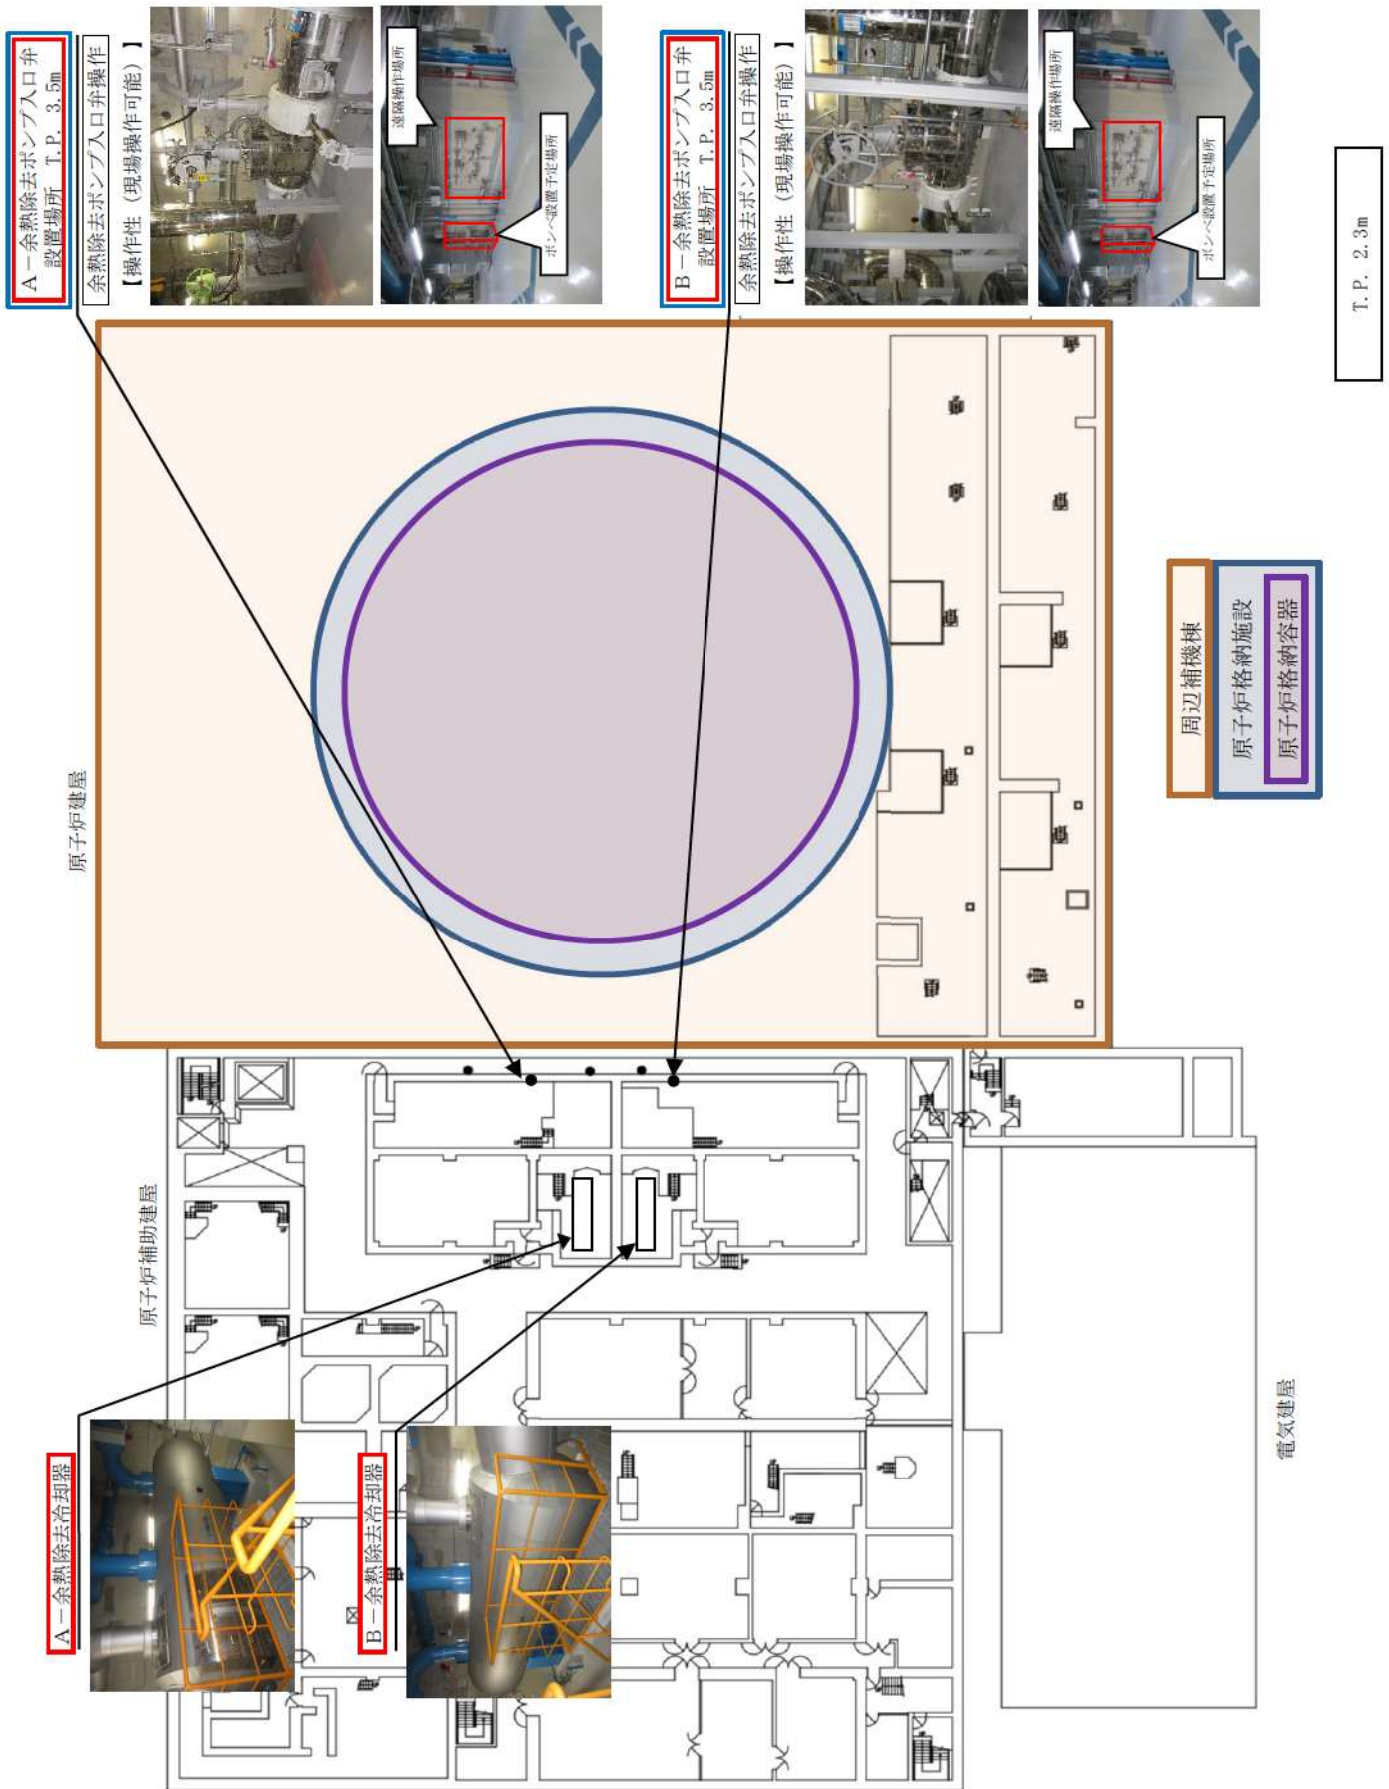 A－余熱除去冷却器
B－余熱除去冷却器
原子炉補助建屋
原子炉建屋
電気建屋
A－余熱除去ポンプ入口弁
設置場所 T.P. 3.5m
余熱除去ポンプ入口弁操作
【操作性（現場操作可能）】
遠隔操作場所
ボンベ設置予定場所
B－余熱除去ポンプ入口弁
設置場所 T.P. 3.5m
余熱除去ポンプ入口弁操作
【操作性（現場操作可能）】
遠隔操作場所
ボンベ設置予定場所
周辺補機棟
原子炉格納施設
原子炉格納容器
T.P. 2.3m